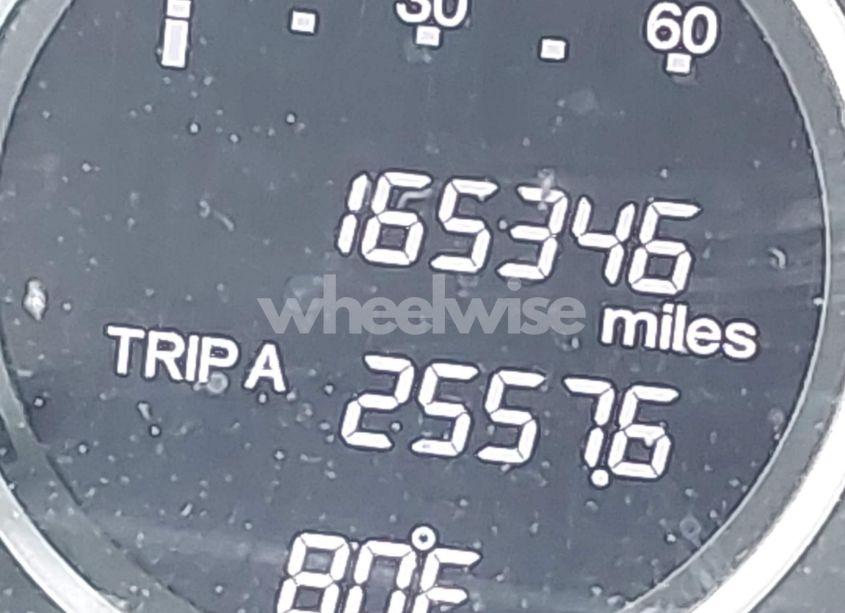 30 60
165346
miles
wheelwise
TRIP A 2557.6
80°F